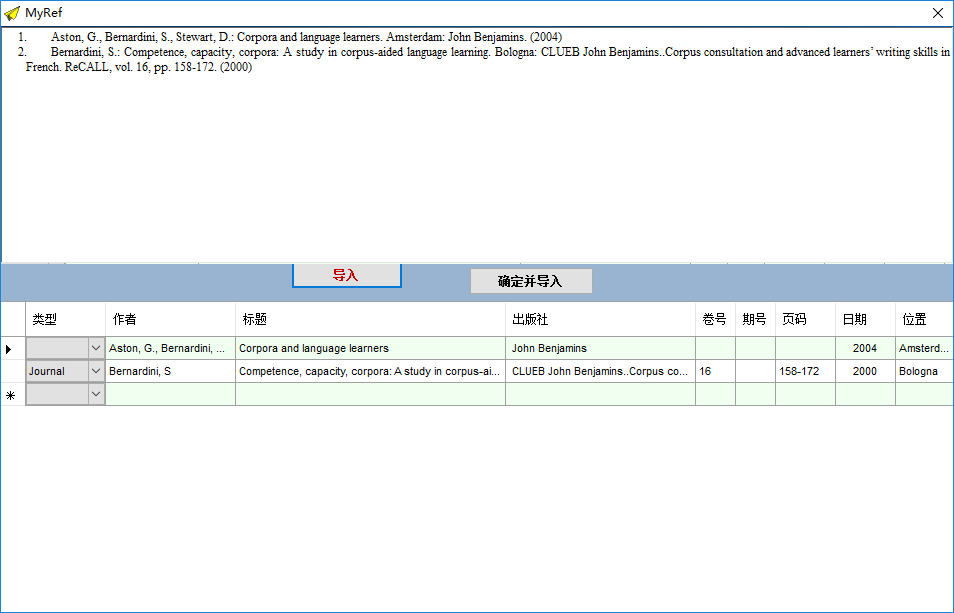 MyRef
1. Aston, G., Bernardini, S., Stewart, D.: Corpora and language learners. Amsterdam: John Benjamins. (2004)
2. Bernardini, S.: Competence, capacity, corpora: A study in corpus-aided language learning. Bologna: CLUEB John Benjamins..Corpus consultation and advanced learners’ writing skills in
French. ReCALL, vol. 16, pp. 158-172. (2000)
导入 确定并导入
类型 作者 标题 出版社 卷号 期号 页码 日期 位置
Aston, G., Bernardini, ... Corpora and language learners John Benjamins 2004 Amsterd...
Journal Bernardini, S Competence, capacity, corpora: A study in corpus-ai... CLUEB John Benjamins..Corpus co... 16 158-172 2000 Bologna